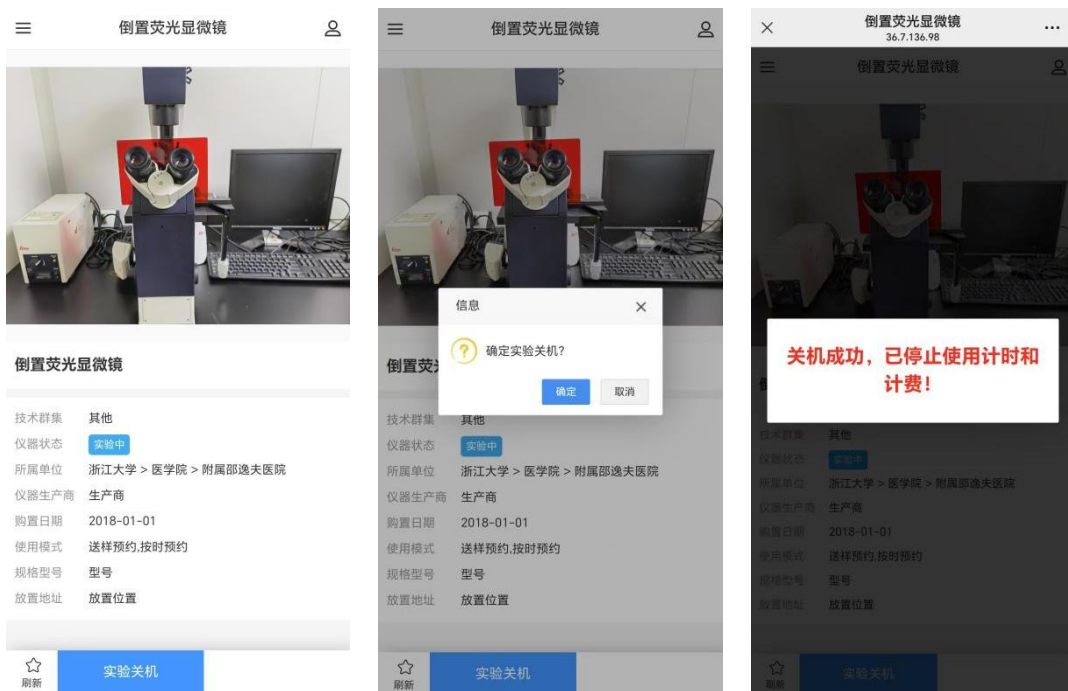 倒置荧光显微镜
倒置荧光显微镜
技术群集 其他
仪器状态 实验中
所属单位 浙江大学 > 医学院 > 附属邵逸夫医院
仪器生产商 生产商
购置日期 2018-01-01
使用模式 送样预约,按时预约
规格型号 型号
放置地址 放置位置
刷新 实验关机
倒置荧光显微镜
信息
确定实验关机?
确定 取消
倒置荧
技术群集 其他
仪器状态 实验中
所属单位 浙江大学 > 医学院 > 附属邵逸夫医院
仪器生产商 生产商
购置日期 2018-01-01
使用模式 送样预约,按时预约
规格型号 型号
放置地址 放置位置
刷新 实验关机
倒置荧光显微镜
36.7.136.98
倒置荧光显微镜
关机成功，已停止使用计时和
计费！
技术群集 其他
仪器状态 实验中
所属单位 浙江大学 > 医学院 > 附属邵逸夫医院
仪器生产商 生产商
购置日期 2018-01-01
使用模式 送样预约,按时预约
规格型号 型号
放置地址 放置位置
刷新 实验关机